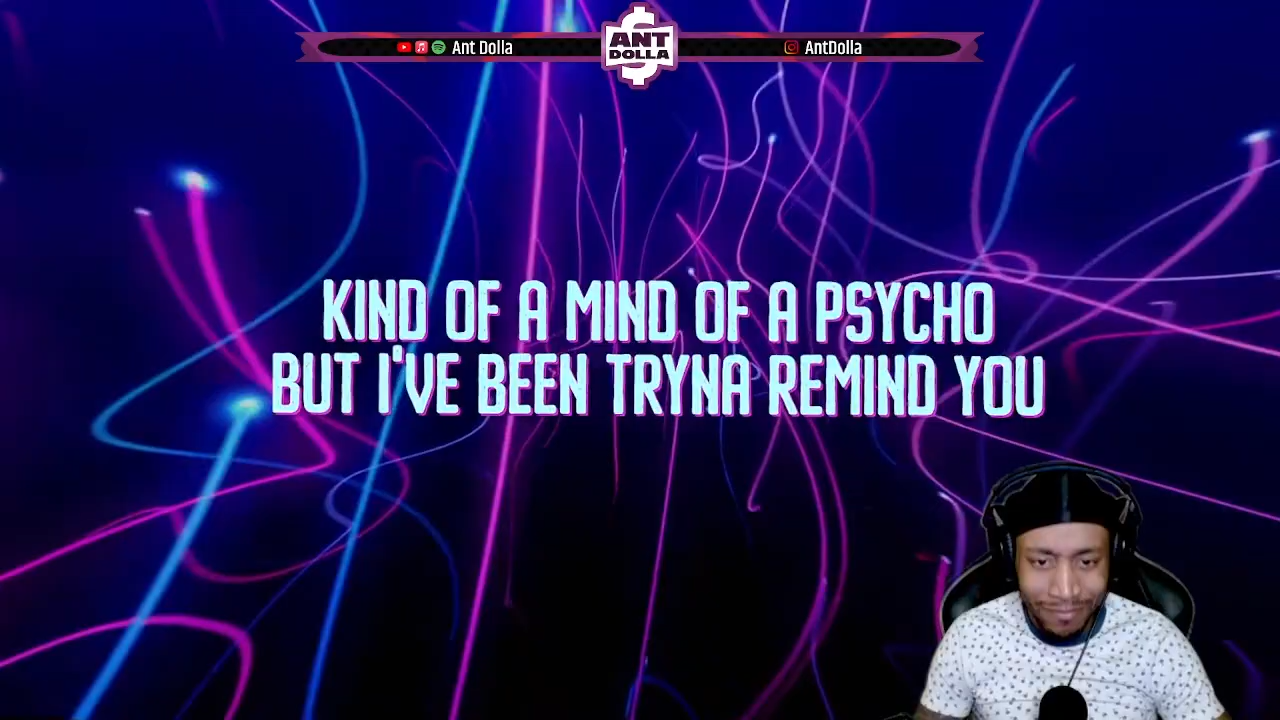 Ant Dolla
ANT
DOLLA
AntDolla
KIND OF A MIND OF A PSYCHO
BUT I'VE BEEN TRYNA REMIND YOU